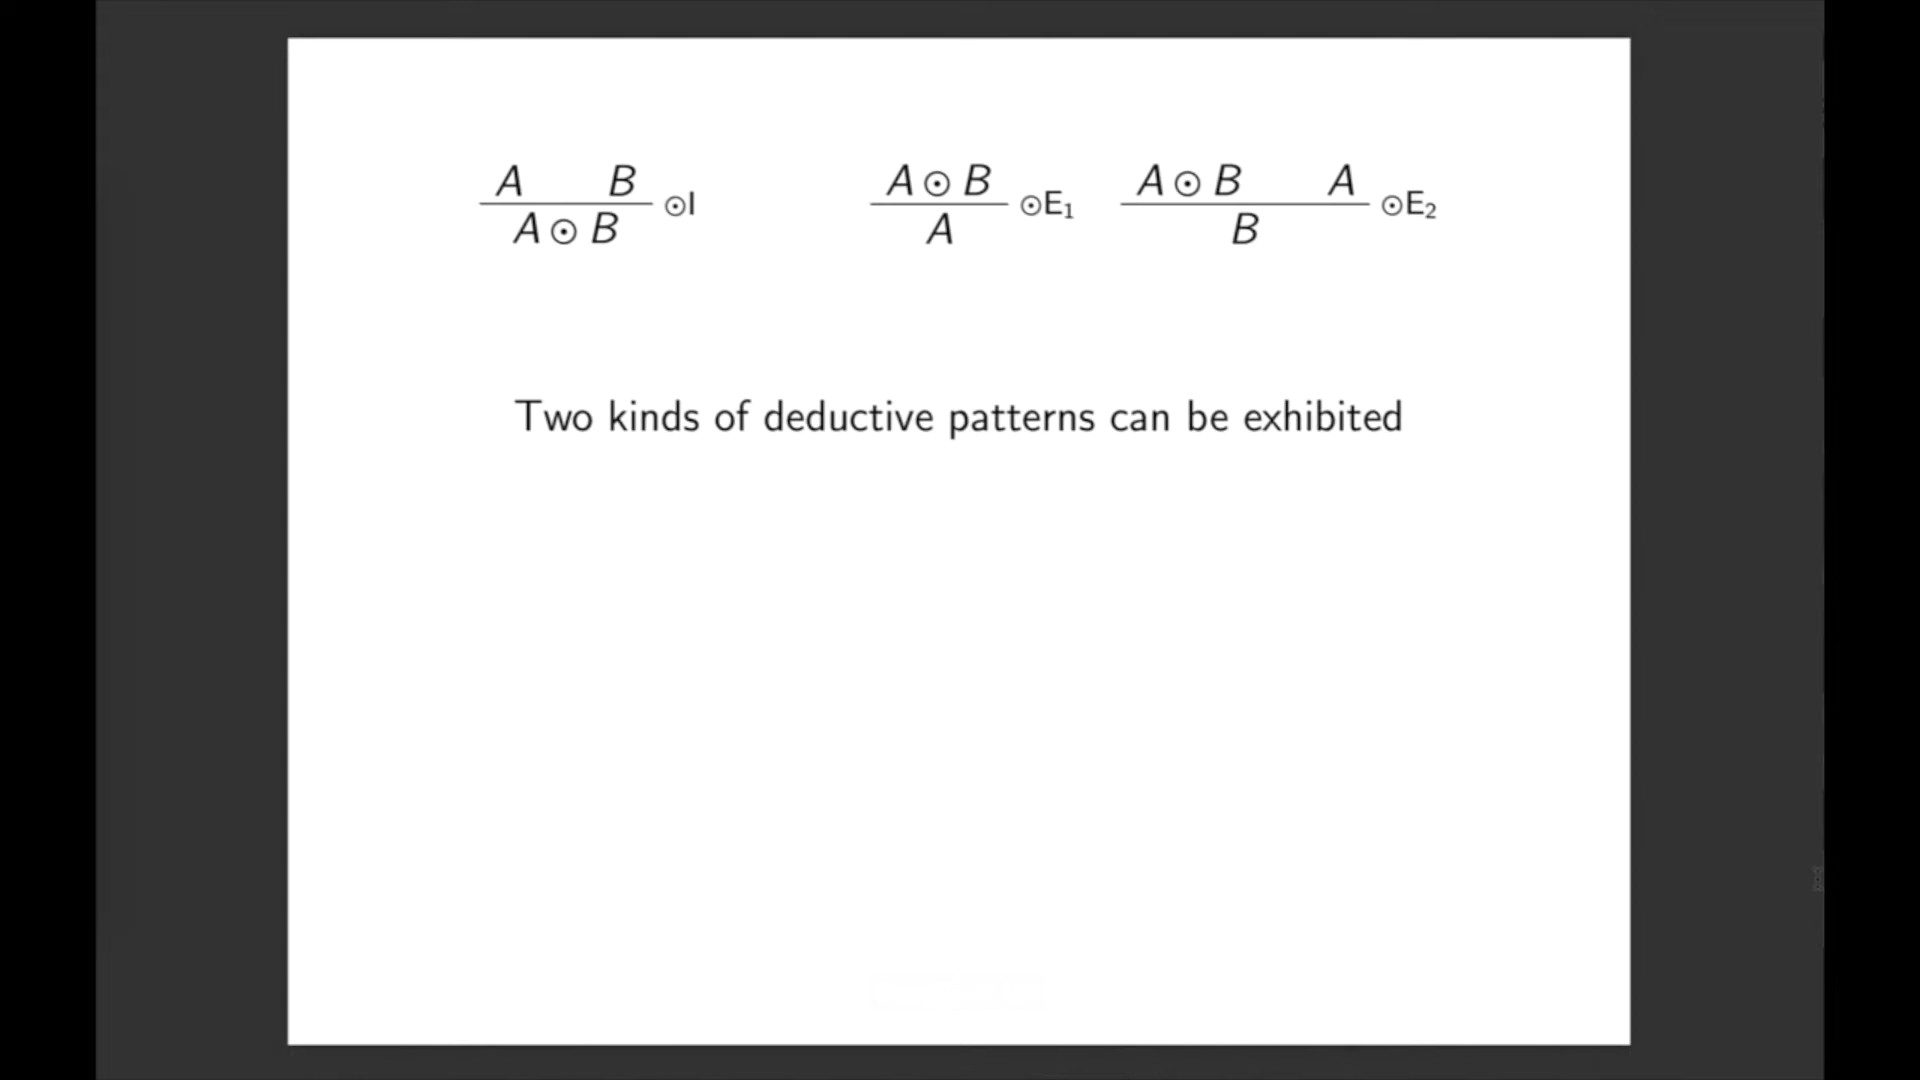 A B A ⊙ B A ⊙ B A
⊙I ⊙E₁ ⊙E₂
A ⊙ B A B
Two kinds of deductive patterns can be exhibited